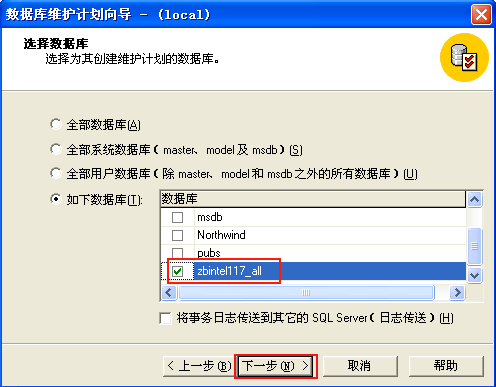 数据库维护计划向导 - (local)
选择数据库
选择为其创建维护计划的数据库。
全部数据库(A)
全部系统数据库(master、model 及 msdb)(S)
全部用户数据库(除 master、model 和 msdb 之外的所有数据库)(U)
如下数据库(T):
数据库
msdb
Northwind
pubs
zbintel117_all
将事务日志传送到其它的 SQL Server(日志传送)(H)
< 上一步(B)
下一步(N) >
取消
帮助